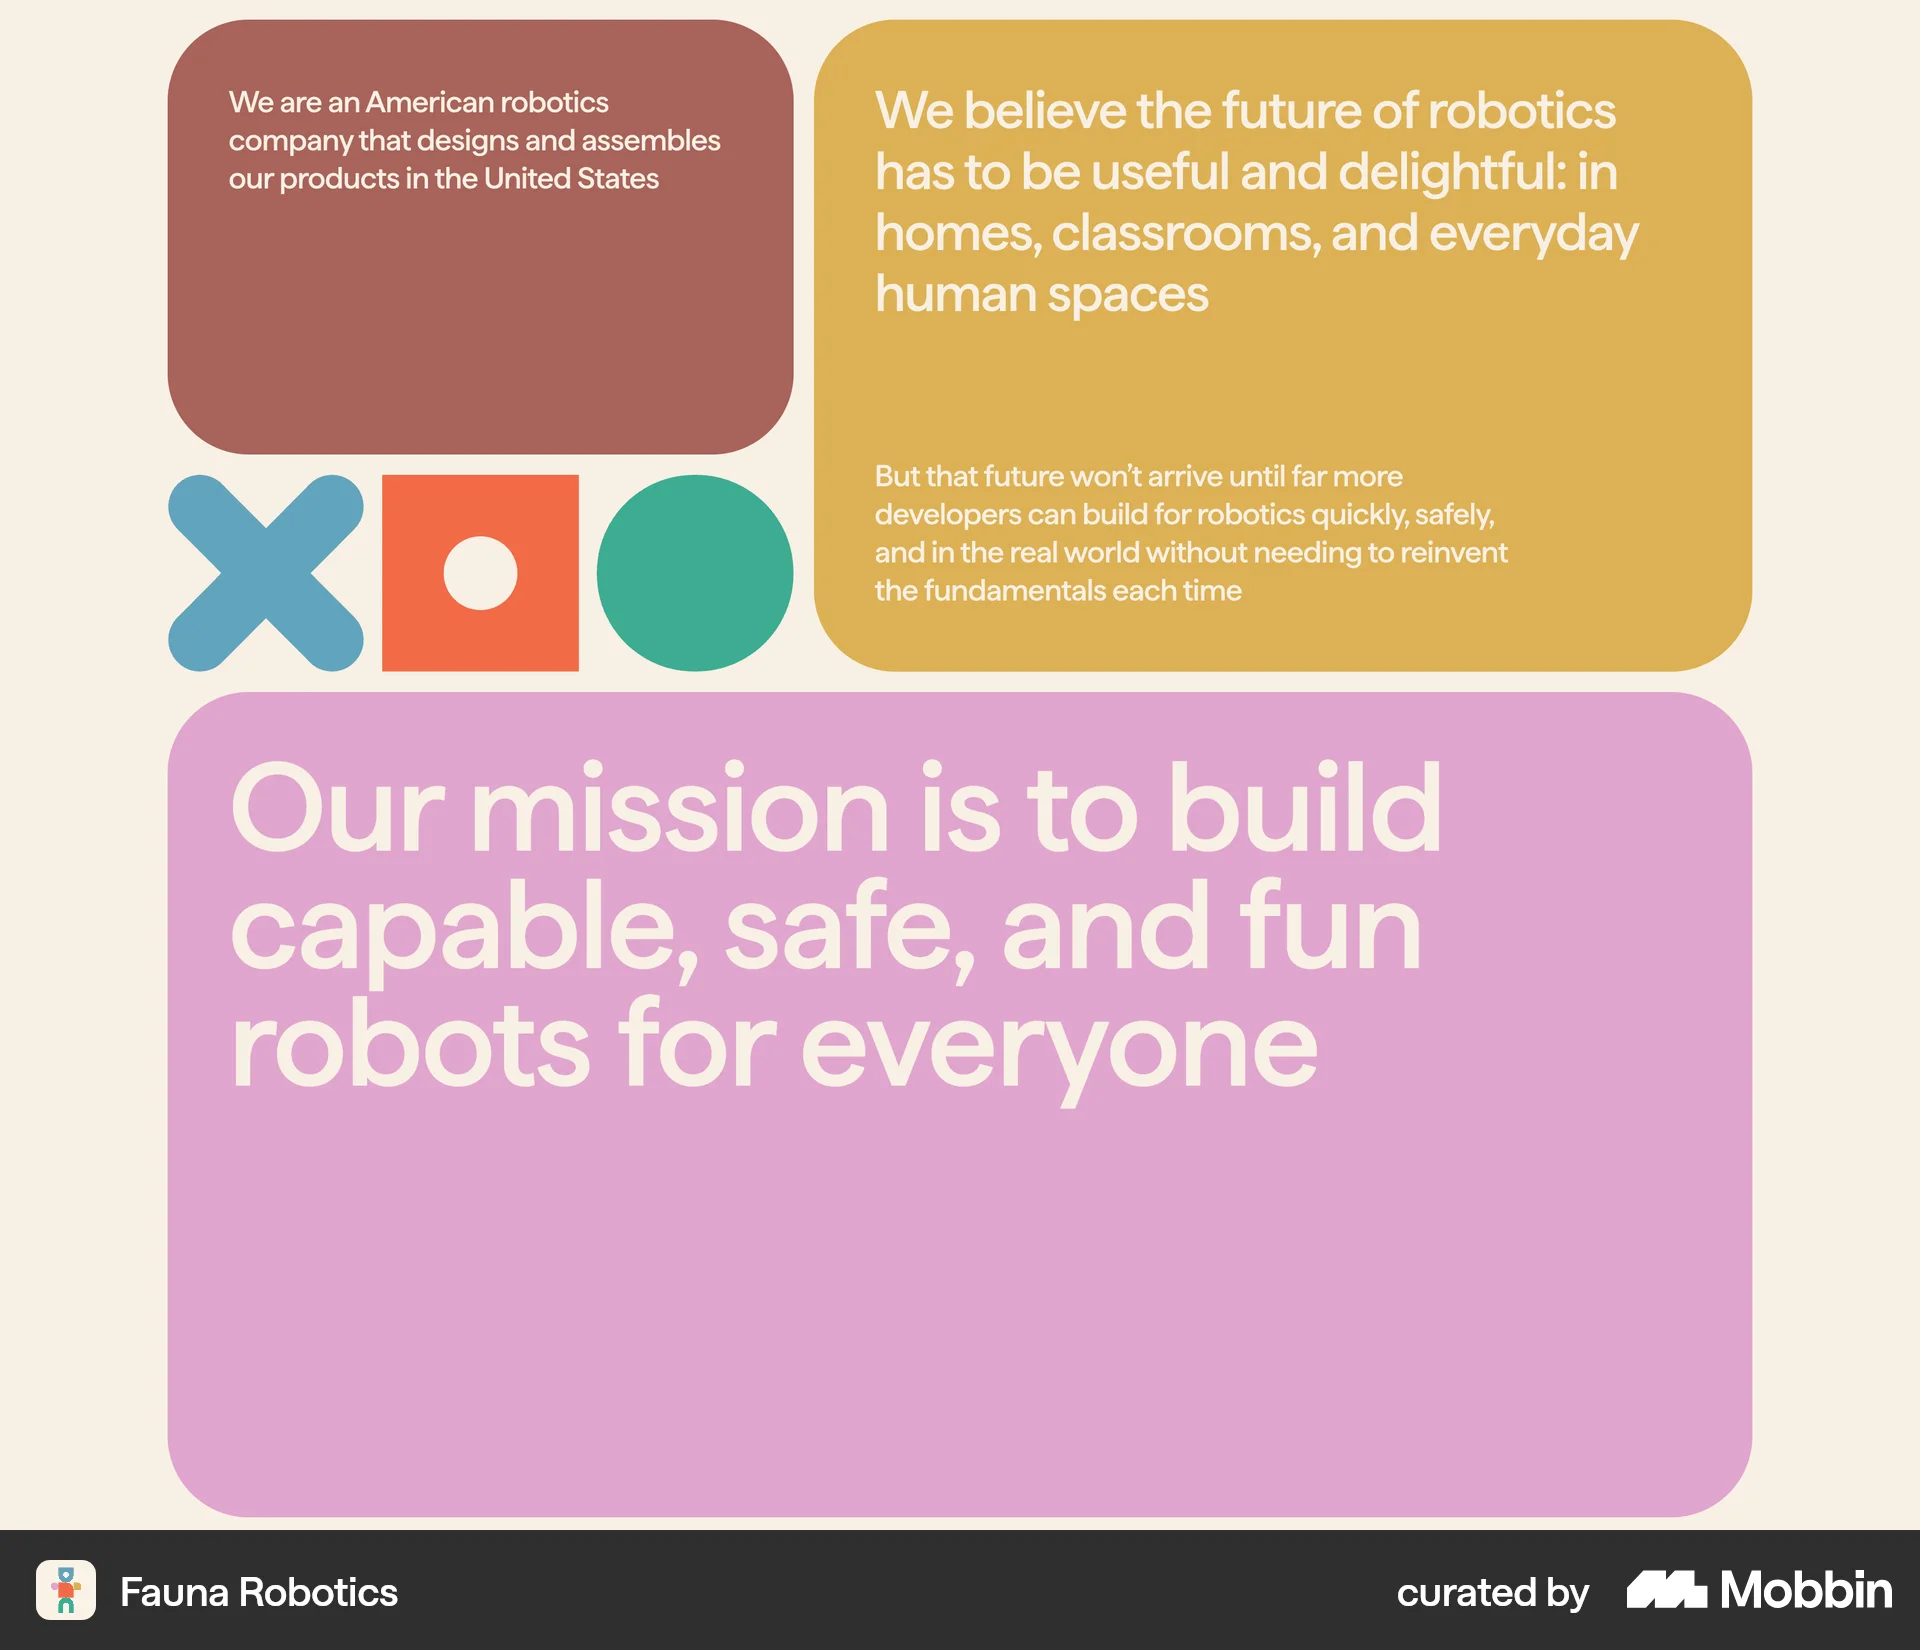 We are an American robotics
company that designs and assembles
our products in the United States
We believe the future of robotics
has to be useful and delightful: in
homes, classrooms, and everyday
human spaces
But that future won’t arrive until far more
developers can build for robotics quickly, safely,
and in the real world without needing to reinvent
the fundamentals each time
Our mission is to build
capable, safe, and fun
robots for everyone
Fauna Robotics
curated by Mobbin